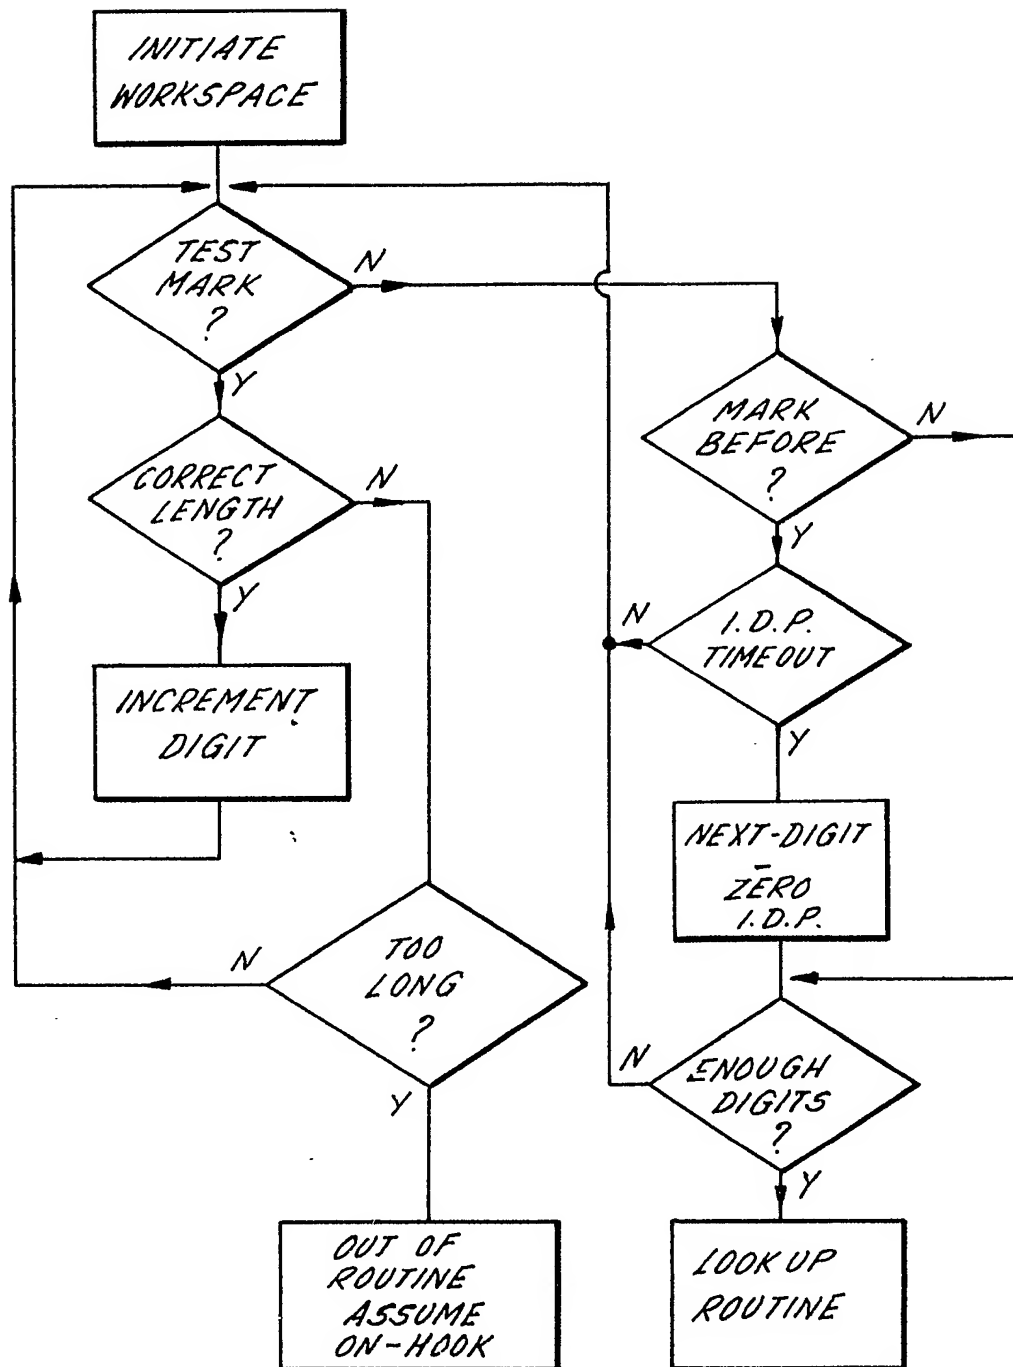 INITIATE
WORKSPACE
TEST
MARK
?
N
Y
CORRECT
LENGTH
?
N
Y
INCREMENT
DIGIT
TOO
LONG
?
N
Y
OUT OF
ROUTINE
ASSUME
ON-HOOK
MARK
BEFORE
?
N
Y
I.D.P.
TIMEOUT
N
Y
NEXT-DIGIT
-
ZERO
I.D.P.
ENOUGH
DIGITS
?
N
Y
LOOK UP
ROUTINE